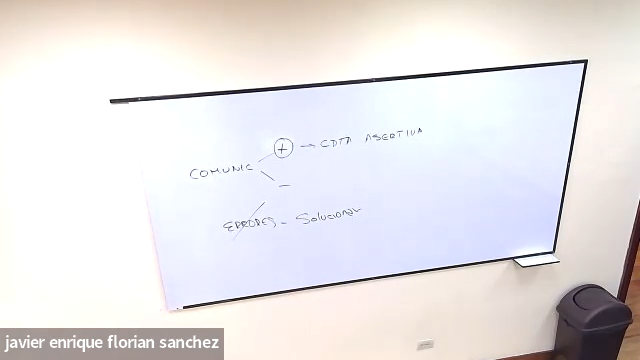 + → CDTA ASERTIVA
COMUNIC
-
ERRORES - Solucionar
javier enrique florian sanchez